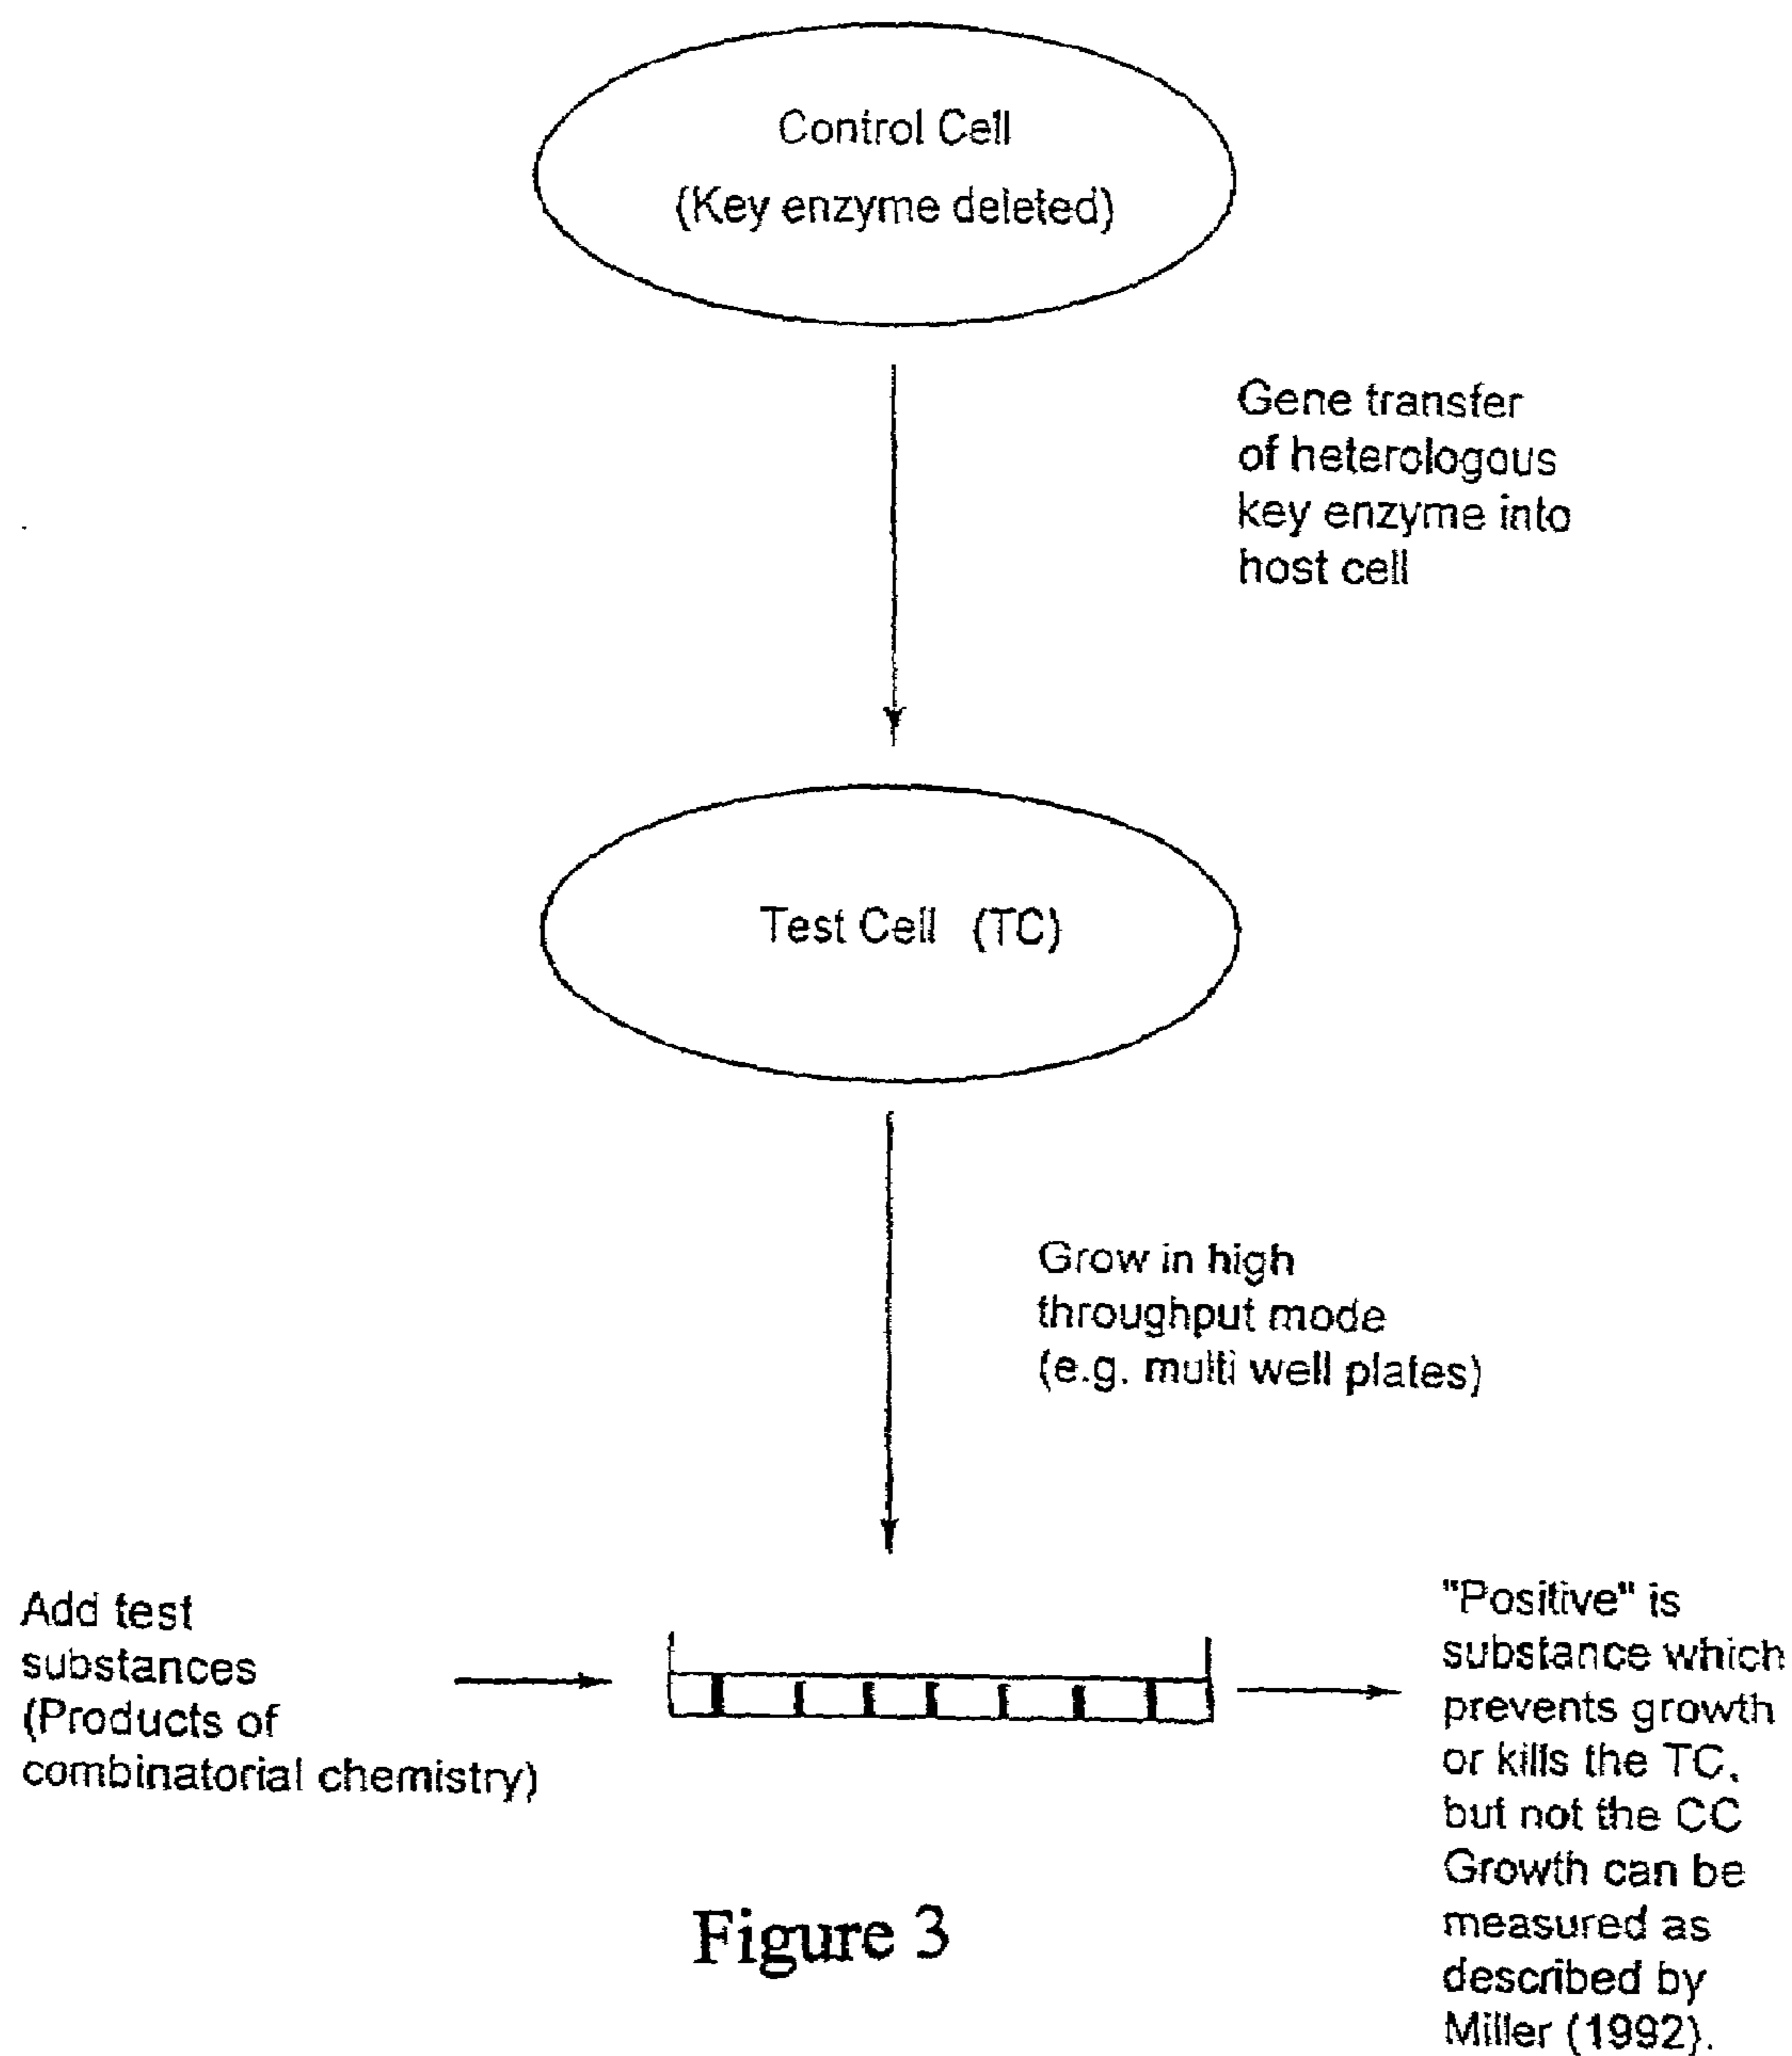 Control Cell
(Key enzyme deleted)
Gene transfer
of heterologous
key enzyme into
host cell
Test Cell (TC)
Grow in high
throughput mode
(e.g. multi well plates)
Add test
substances
(Products of
combinatorial chemistry)
"Positive" is
substance which
prevents growth
or kills the TC,
but not the CC
Growth can be
measured as
described by
Miller (1992).
Figure 3